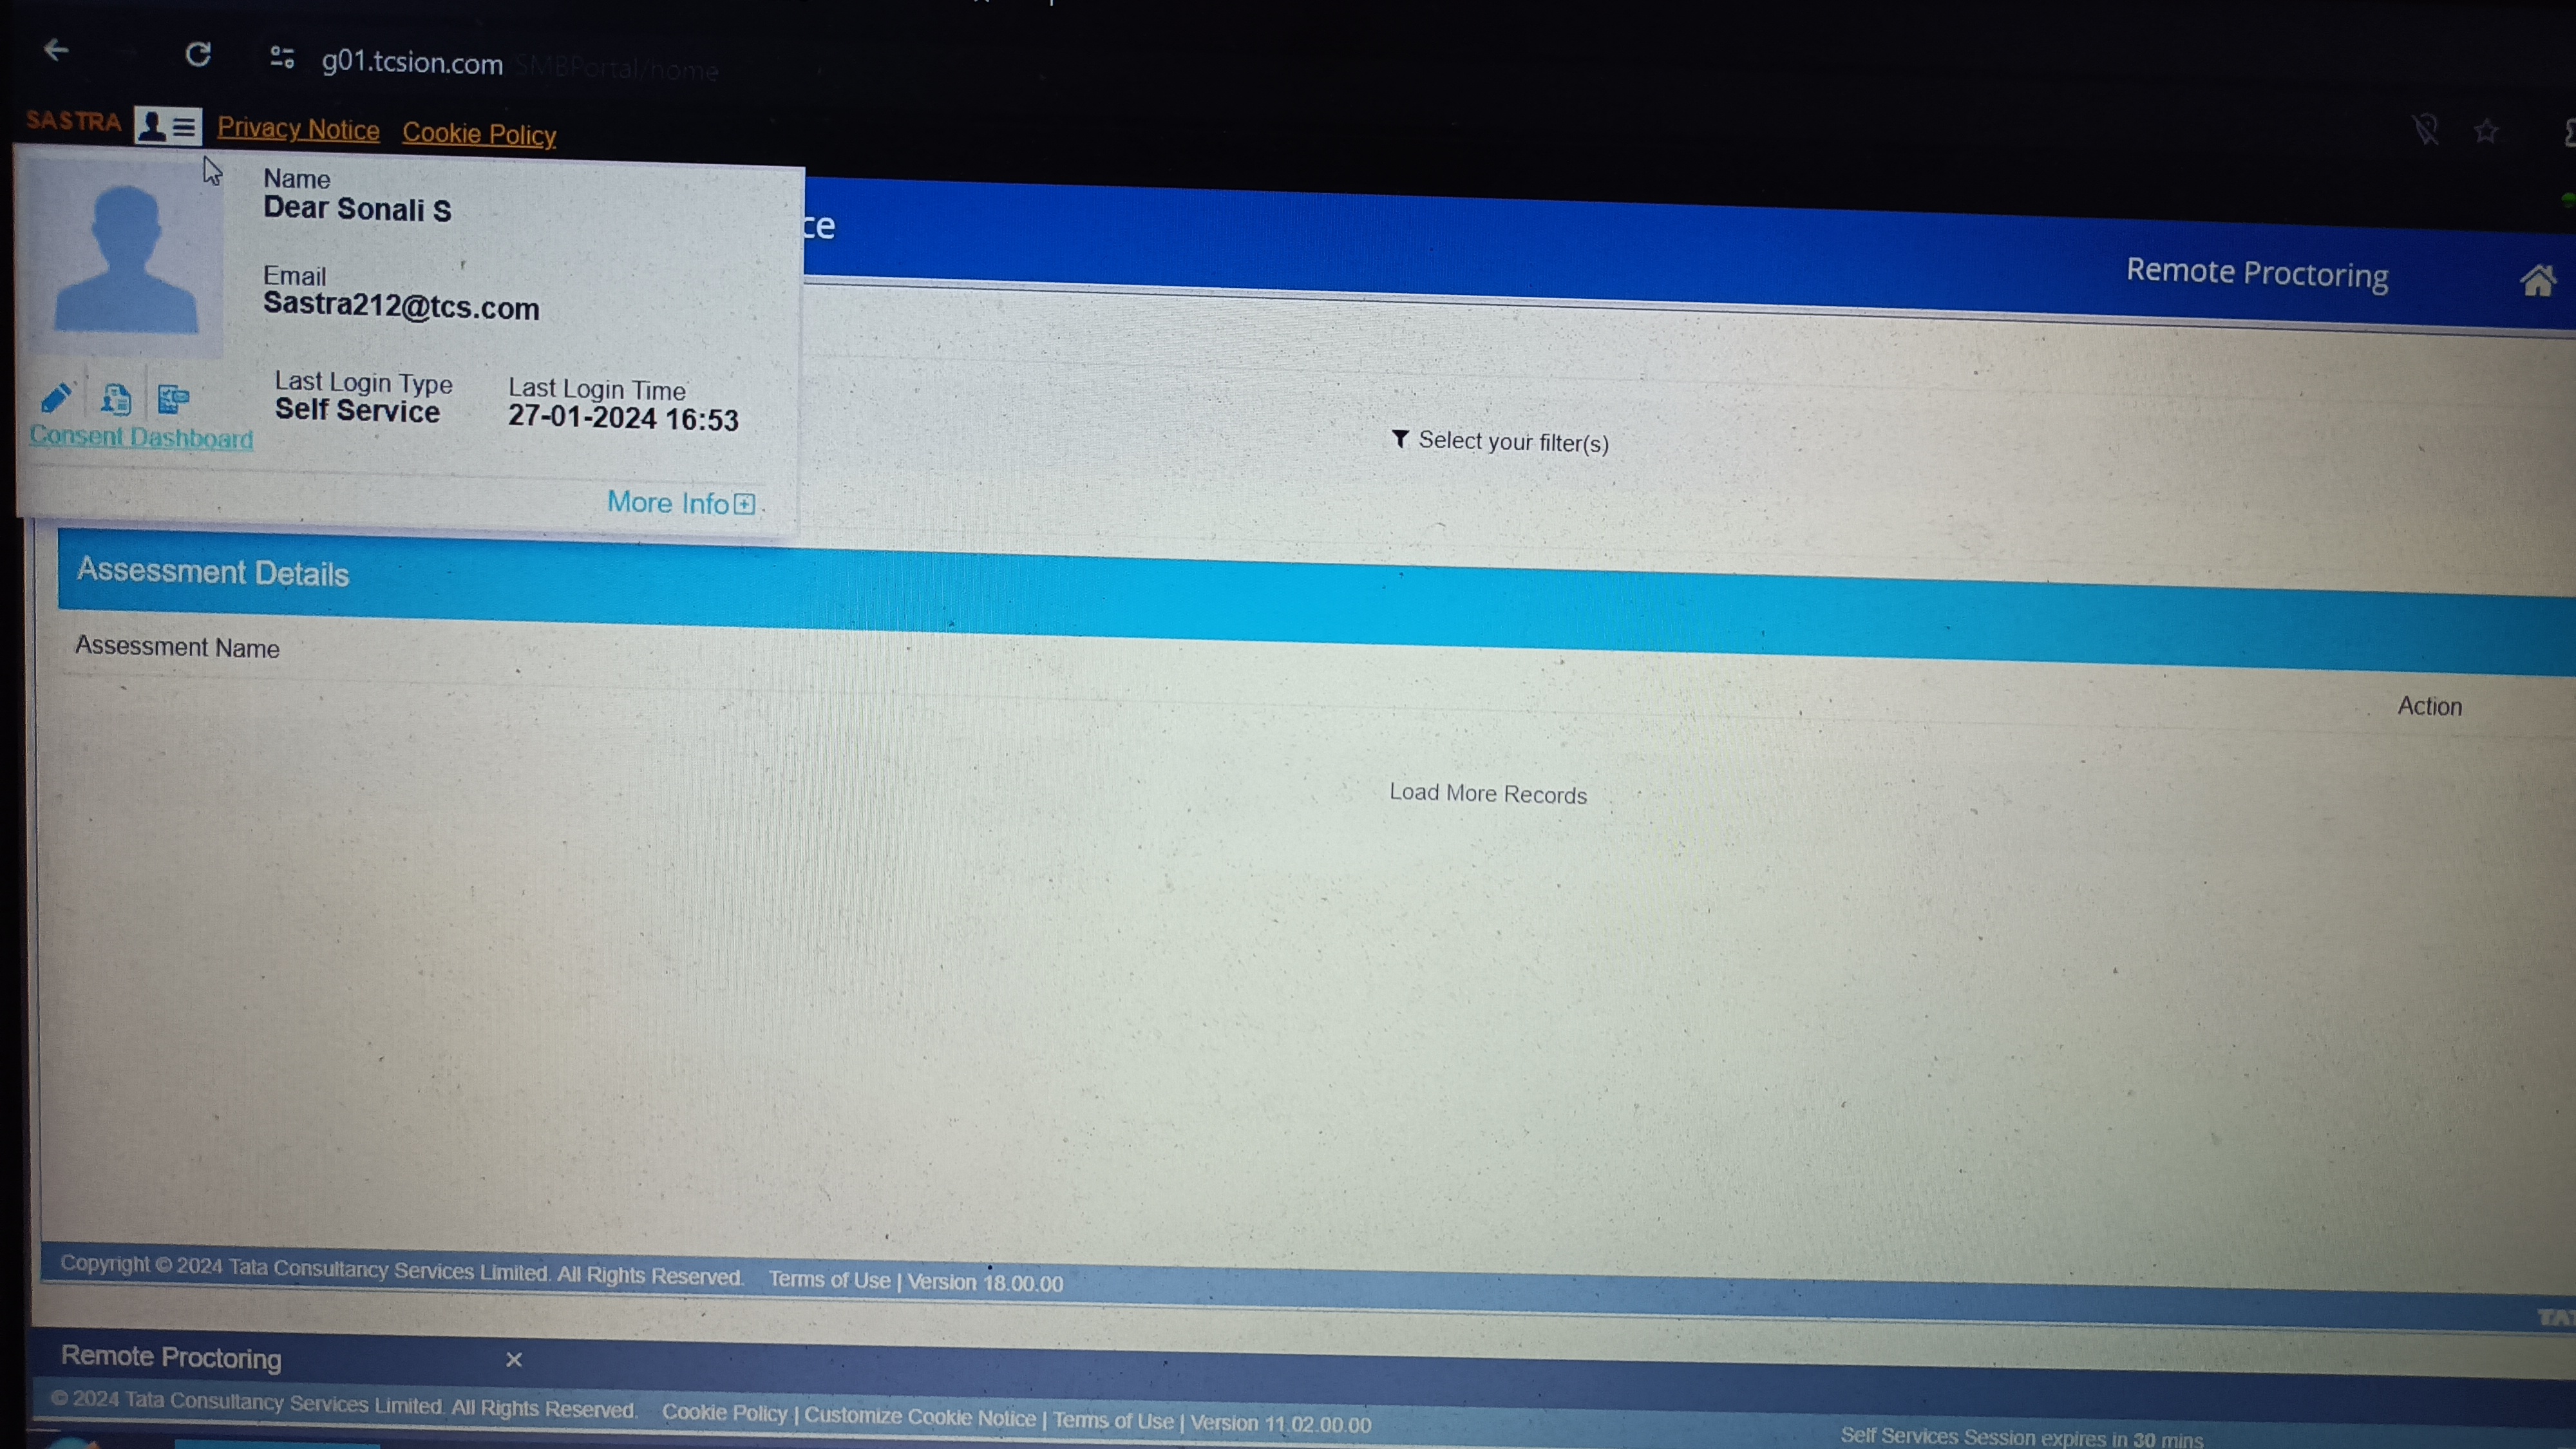 g01.tcsion.com/SMBPortal/home
SASTRA Privacy Notice Cookie Policy
Name
Dear Sonali S
Email
Sastra212@tcs.com
Last Login Type Last Login Time
Self Service 27-01-2024 16:53
Consent Dashboard
More Info
ce
Remote Proctoring
Select your filter(s)
Assessment Details
Assessment Name
Action
Load More Records
Copyright © 2024 Tata Consultancy Services Limited. All Rights Reserved. Terms of Use | Version 18.00.00
TAT
Remote Proctoring ×
© 2024 Tata Consultancy Services Limited. All Rights Reserved. Cookie Policy | Customize Cookie Notice | Terms of Use | Version 11.02.00.00
Self Services Session expires in 30 mins